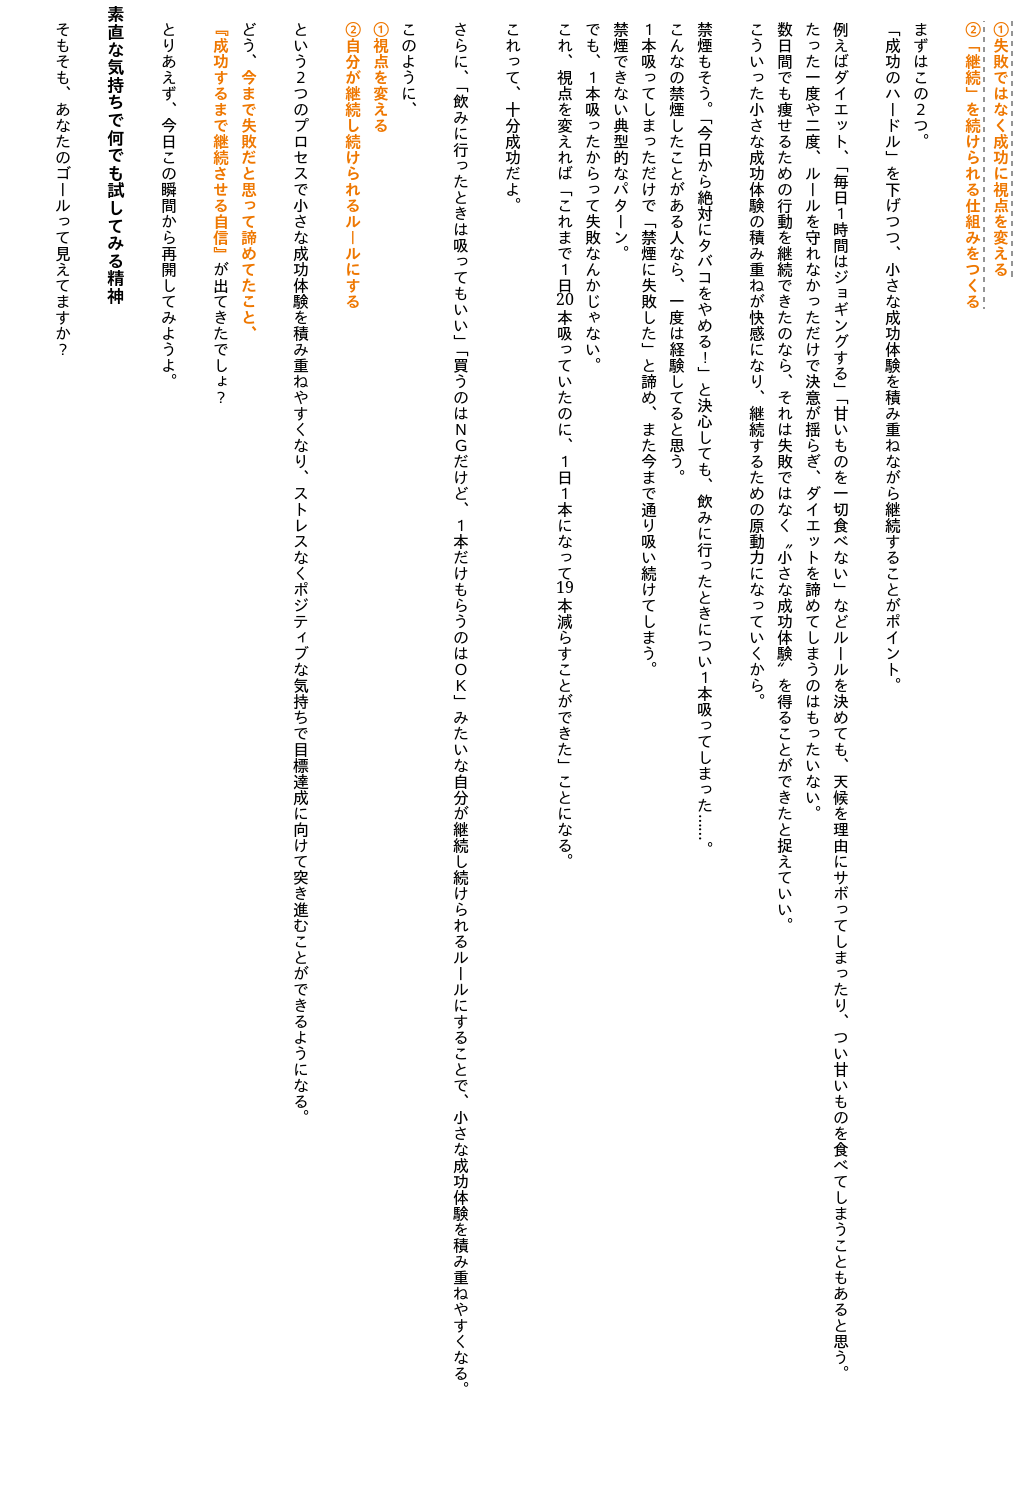 ①失敗ではなく成功に視点を変える
②「継続」を続けられる仕組みをつくる
まずはこの２つ。
「成功のハードル」を下げつつ、小さな成功体験を積み重ねながら継続することがポイント。
例えばダイエット、「毎日１時間はジョギングする」「甘いものを一切食べない」などルールを決めても、天候を理由にサボってしまったり、つい甘いものを食べてしまうこともあると思う。
たった一度や二度、ルールを守れなかっただけで決意が揺らぎ、ダイエットを諦めてしまうのはもったいない。
数日間でも痩せるための行動を継続できたのなら、それは失敗ではなく〝小さな成功体験〟を得ることができたと捉えていい。
こういった小さな成功体験の積み重ねが快感になり、継続するための原動力になっていくから。
禁煙もそう。「今日から絶対にタバコをやめる！」と決心しても、飲みに行ったときについ１本吸ってしまった……。
こんなの禁煙したことがある人なら、一度は経験してると思う。
１本吸ってしまっただけで「禁煙に失敗した」と諦め、また今まで通り吸い続けてしまう。
禁煙できない典型的なパターン。
でも、１本吸ったからって失敗なんかじゃない。
これ、視点を変えれば「これまで１日20本吸っていたのに、１日１本になって19本減らすことができた」ことになる。
これって、十分成功だよ。
さらに、「飲みに行ったときは吸ってもいい」「買うのはＮＧだけど、１本だけもらうのはＯＫ」みたいな自分が継続し続けられるルールにすることで、小さな成功体験を積み重ねやすくなる。
このように、
①視点を変える
②自分が継続し続けられるルールにする
という２つのプロセスで小さな成功体験を積み重ねやすくなり、ストレスなくポジティブな気持ちで目標達成に向けて突き進むことができるようになる。
どう、今まで失敗だと思って諦めてたこと、
『成功するまで継続させる自信』が出てきたでしょ？
とりあえず、今日この瞬間から再開してみようよ。
素直な気持ちで何でも試してみる精神
そもそも、あなたのゴールって見えてますか？